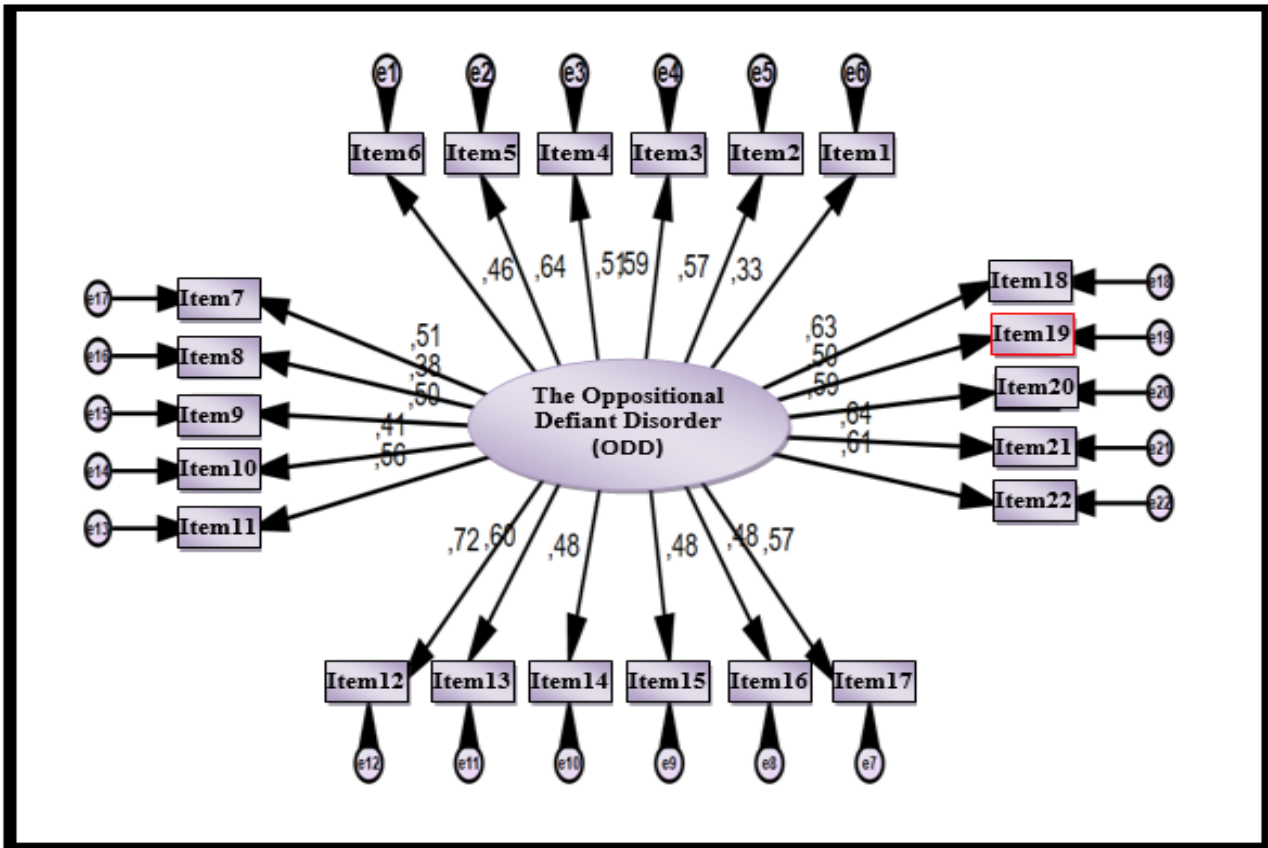 e1 e2 e3 e4 e5 e6
Item6 Item5 Item4 Item3 Item2 Item1
,46 ,64 ,51 ,59 ,57 ,33
e17 Item7
e16 Item8
e15 Item9
e14 Item10
e13 Item11
,51
,38
,50
,41
,56
The Oppositional
Defiant Disorder
(ODD)
,63
,50
,59
,64
,61
Item18 e18
Item19 e19
Item20 e20
Item21 e21
Item22 e22
,72 ,60 ,48 ,48 ,48 ,57
Item12 Item13 Item14 Item15 Item16 Item17
e12 e11 e10 e9 e8 e7